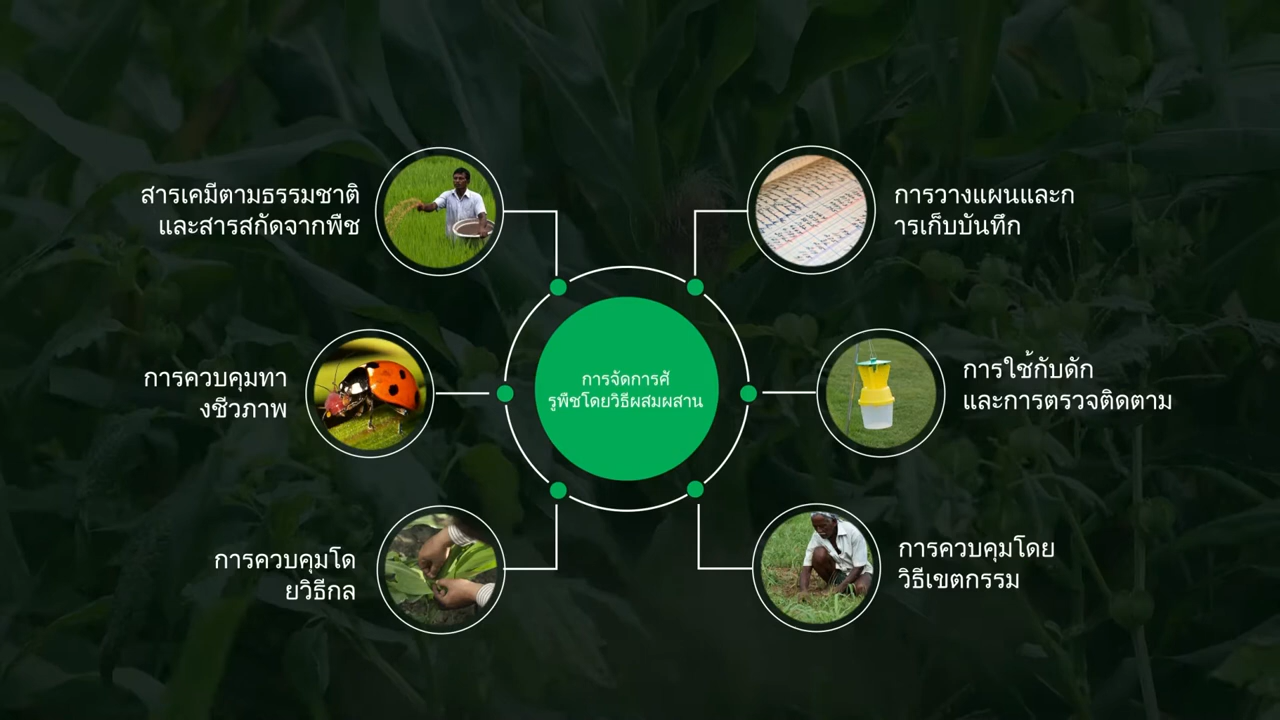 สารเคมีตามธรรมชาติ
และสารสกัดจากพืช
การวางแผนและก
ารเก็บบันทึก
การควบคุมทา
งชีวภาพ
การจัดการศั
รูพืชโดยวิธีผสมผสาน
การใช้กับดัก
และการตรวจติดตาม
การควบคุมโด
ยวิธีกล
การควบคุมโดย
วิธีเขตกรรม